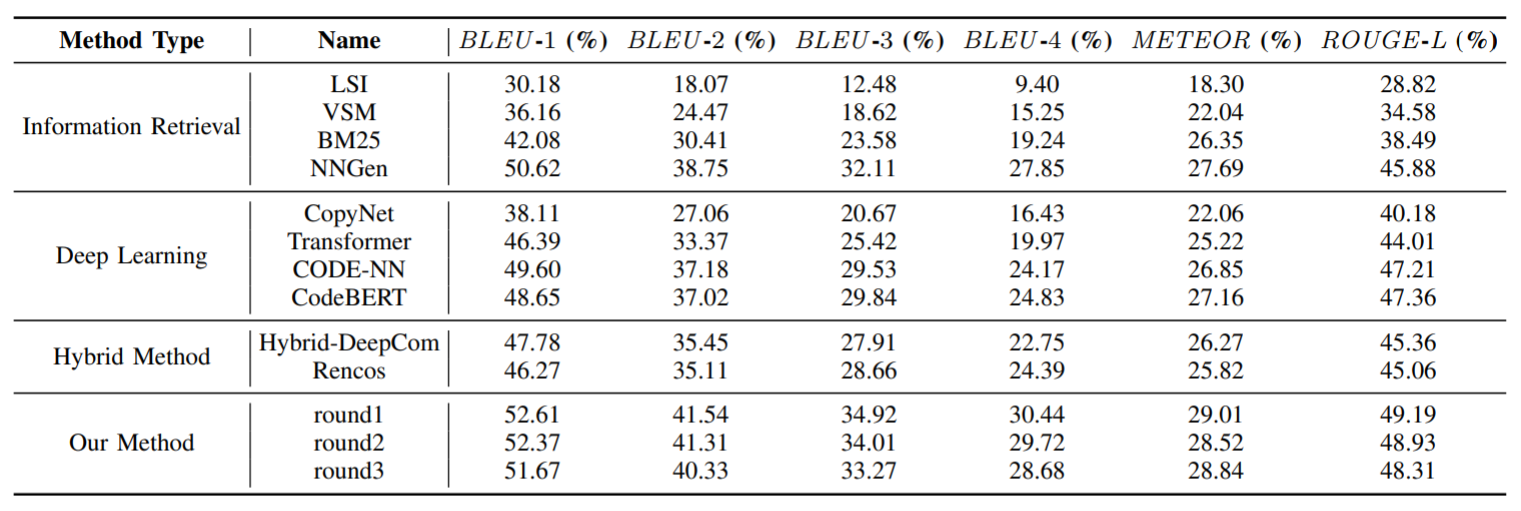 Method Type Name BLEU-1 (%) BLEU-2 (%) BLEU-3 (%) BLEU-4 (%) METEOR (%) ROUGE-L (%)
LSI 30.18 18.07 12.48 9.40 18.30 28.82
VSM 36.16 24.47 18.62 15.25 22.04 34.58
Information Retrieval
BM25 42.08 30.41 23.58 19.24 26.35 38.49
NNGen 50.62 38.75 32.11 27.85 27.69 45.88
CopyNet 38.11 27.06 20.67 16.43 22.06 40.18
Transformer 46.39 33.37 25.42 19.97 25.22 44.01
Deep Learning
CODE-NN 49.60 37.18 29.53 24.17 26.85 47.21
CodeBERT 48.65 37.02 29.84 24.83 27.16 47.36
Hybrid-DeepCom 47.78 35.45 27.91 22.75 26.27 45.36
Hybrid Method
Rencos 46.27 35.11 28.66 24.39 25.82 45.06
round1 52.61 41.54 34.92 30.44 29.01 49.19
Our Method round2 52.37 41.31 34.01 29.72 28.52 48.93
round3 51.67 40.33 33.27 28.68 28.84 48.31